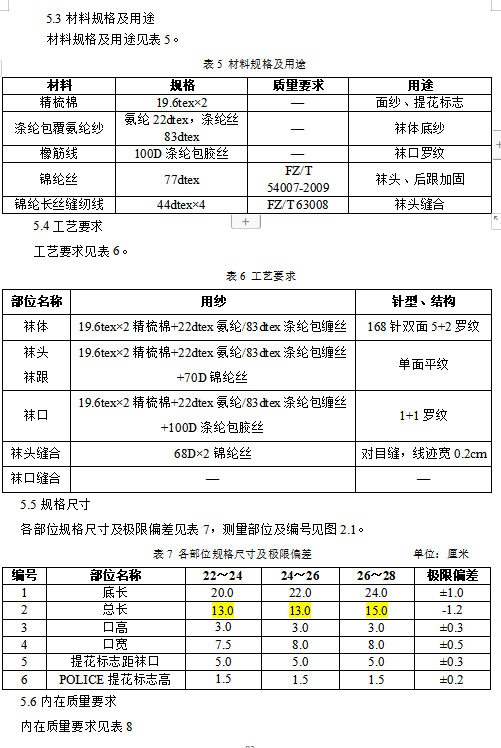 5.3 材料规格及用途
材料规格及用途见表 5。
表 5 材料规格及用途
材料 规格 质量要求 用途
精梳棉 19.6tex×2 — 面纱、提花标志
涤纶包覆氨纶纱 氨纶 22dtex，涤纶丝 83dtex — 袜体底纱
橡筋线 100D 涤纶包胶丝 — 袜口罗纹
锦纶丝 77dtex FZ/T 54007-2009 袜头、后跟加固
锦纶长丝缝纫线 44dtex×4 FZ/T 63008 袜头缝合
5.4 工艺要求
工艺要求见表 6。
表 6 工艺要求
部位名称 用纱 针型、结构
袜体 19.6tex×2 精梳棉+22dtex 氨纶/83dtex 涤纶包缠丝 168 针双面 5+2 罗纹
袜头 19.6tex×2 精梳棉+22dtex 氨纶/83dtex 涤纶包缠丝 单面平纹
袜跟 +70D 锦纶丝
袜口 19.6tex×2 精梳棉+22dtex 氨纶/83dtex 涤纶包缠丝 1+1 罗纹
+100D 涤纶包胶丝
袜头缝合 68D×2 锦纶丝 对目缝，线迹宽 0.2cm
袜口缝合 — —
5.5 规格尺寸
各部位规格尺寸及极限偏差见表 7，测量部位及编号见图 2.1。
表 7 各部位规格尺寸及极限偏差 单位：厘米
编号 部位名称 22～24 24～26 26～28 极限偏差
1 底长 20.0 22.0 24.0 ±1.0
2 总长 13.0 13.0 15.0 -1.2
3 口高 3.0 3.0 3.0 ±0.3
4 口宽 7.5 8.0 8.0 ±0.5
5 提花标志距袜口 5.0 5.0 5.0 ±0.3
6 POLICE 提花标志高 1.5 1.5 1.5 ±0.2
5.6 内在质量要求
内在质量要求见表 8